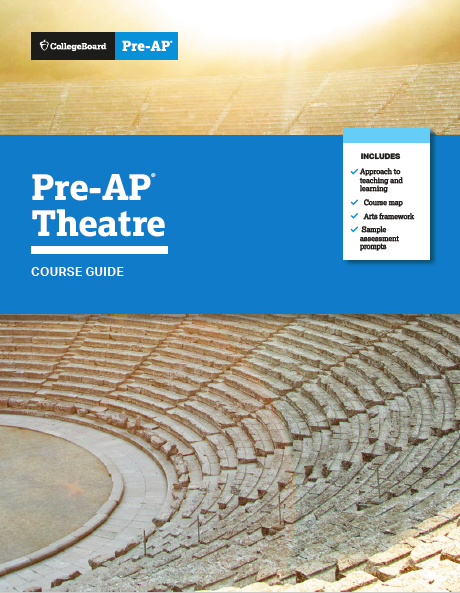 CollegeBoard
Pre-AP®
INCLUDES
✓ Approach to
teaching and
learning
✓ Course map
✓ Arts framework
✓ Sample
assessment
prompts
Pre-AP®
Theatre
COURSE GUIDE